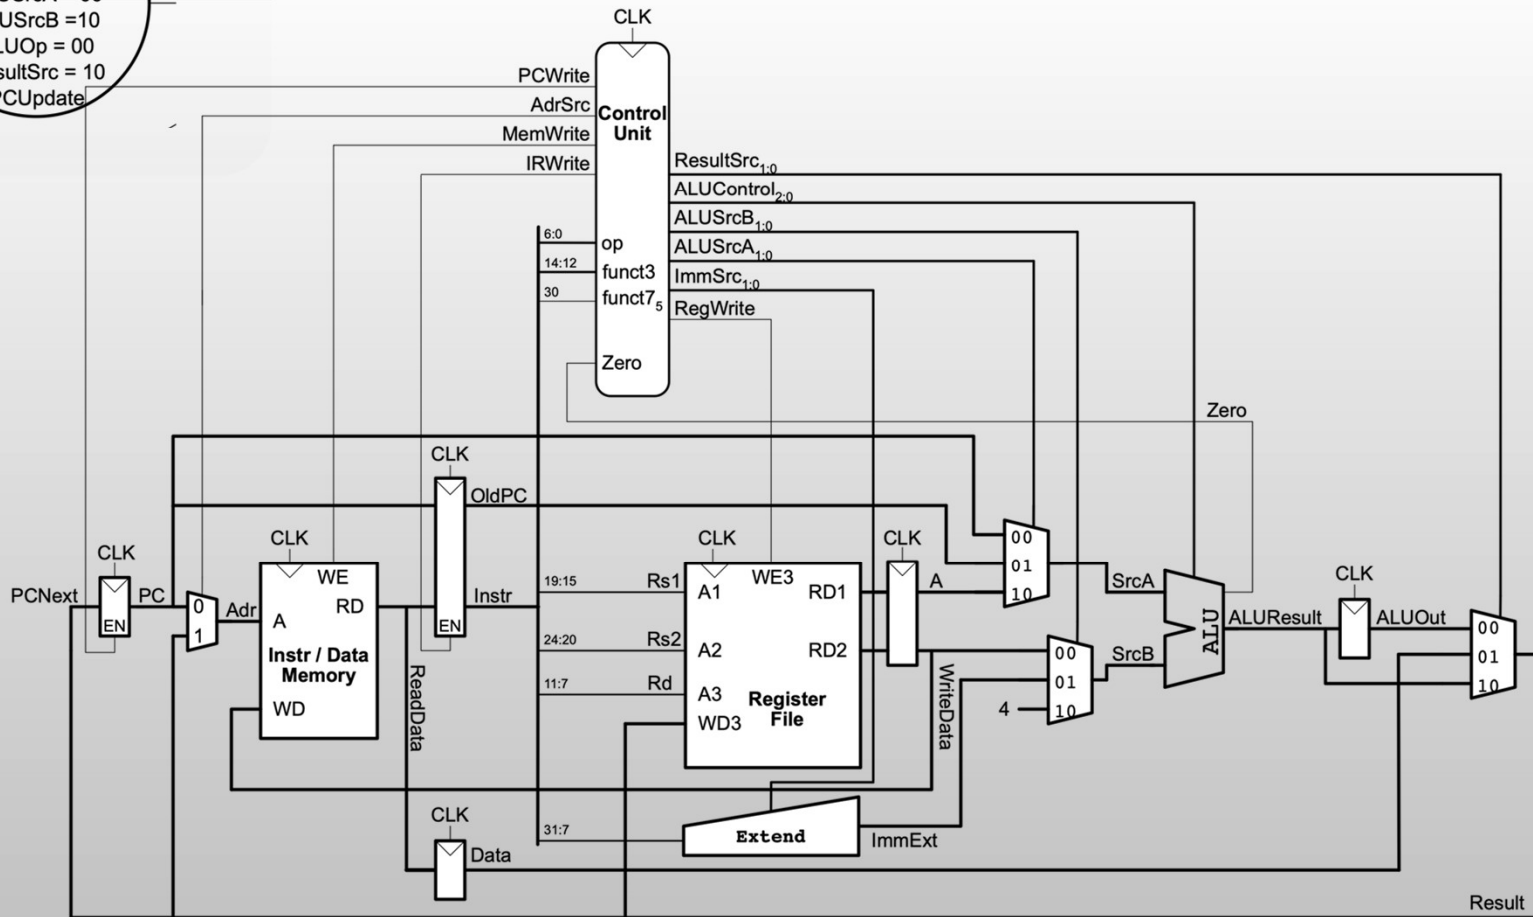 USrcB =10
LUOp = 00
sultSrc = 10
PCUpdate
CLK
PCWrite
AdrSrc
MemWrite
IRWrite
Control
Unit
ResultSrc1:0
ALUControl2:0
ALUSrcB1:0
ALUSrcA1:0
ImmSrc1:0
RegWrite
6:0
op
14:12
funct3
30
funct75
Zero
Zero
CLK
OldPC
CLK
PCNext
EN
PC
0
1
Adr
CLK
WE
A
RD
Instr / Data
Memory
WD
ReadData
EN
Instr
19:15
Rs1
24:20
Rs2
11:7
Rd
CLK
WE3
A1
RD1
A2
RD2
A3
WD3
Register
File
CLK
A
WriteData
00
01
10
SrcA
00
01
10
4
SrcB
ALU
ALUResult
CLK
ALUOut
00
01
10
CLK
Data
31:7
Extend
ImmExt
Result